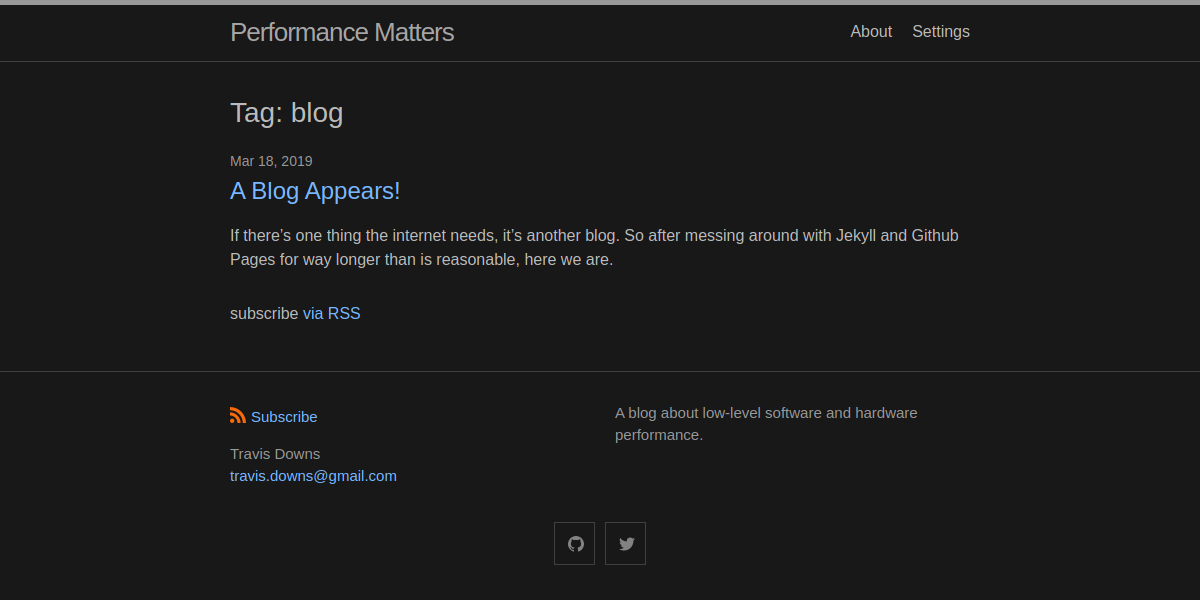 Performance Matters
About
Settings
Tag: blog
Mar 18, 2019
A Blog Appears!
If there’s one thing the internet needs, it’s another blog. So after messing around with Jekyll and Github
Pages for way longer than is reasonable, here we are.
subscribe via RSS
Subscribe
Travis Downs
travis.downs@gmail.com
A blog about low-level software and hardware
performance.